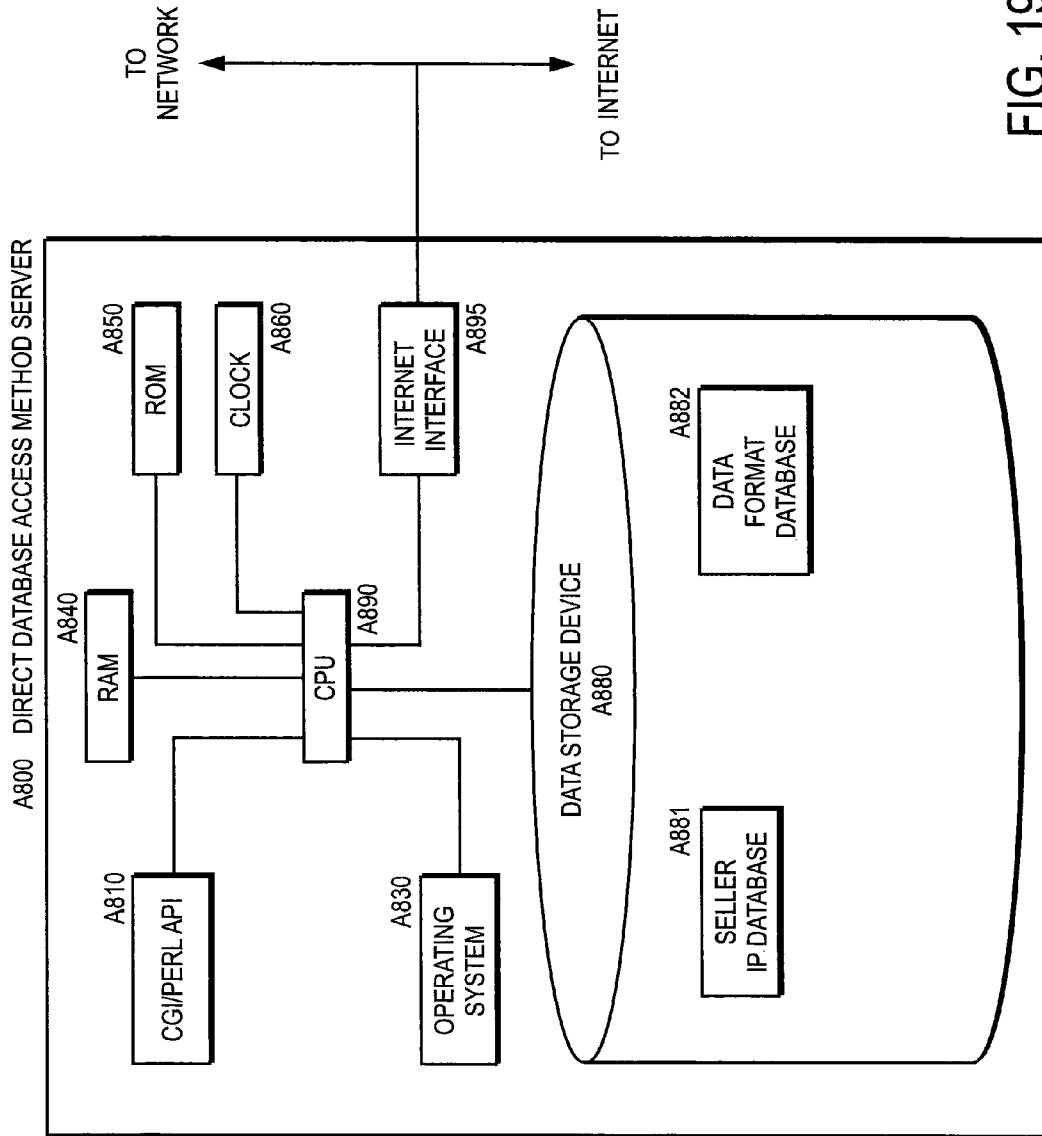 A800 DIRECT DATABASE ACCESS METHOD SERVER
A810
CGI/PERL API
A840
RAM
A850
ROM
A860
CLOCK
A830
OPERATING
SYSTEM
CPU
A890
INTERNET
INTERFACE
A895
TO
NETWORK
TO INTERNET
DATA STORAGE DEVICE
A880
A881
SELLER
IP DATABASE
A882
DATA
FORMAT
DATABASE
FIG. 19